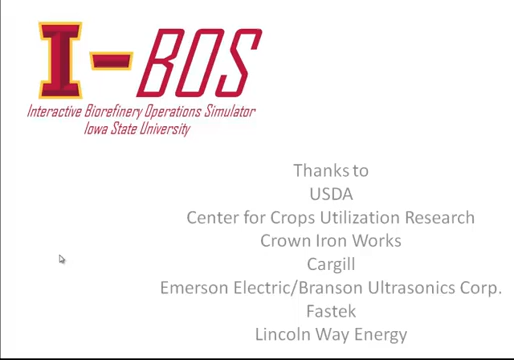 I-BOS
Interactive Biorefinery Operations Simulator
Iowa State University
Thanks to
USDA
Center for Crops Utilization Research
Crown Iron Works
Cargill
Emerson Electric/Branson Ultrasonics Corp.
Fastek
Lincoln Way Energy